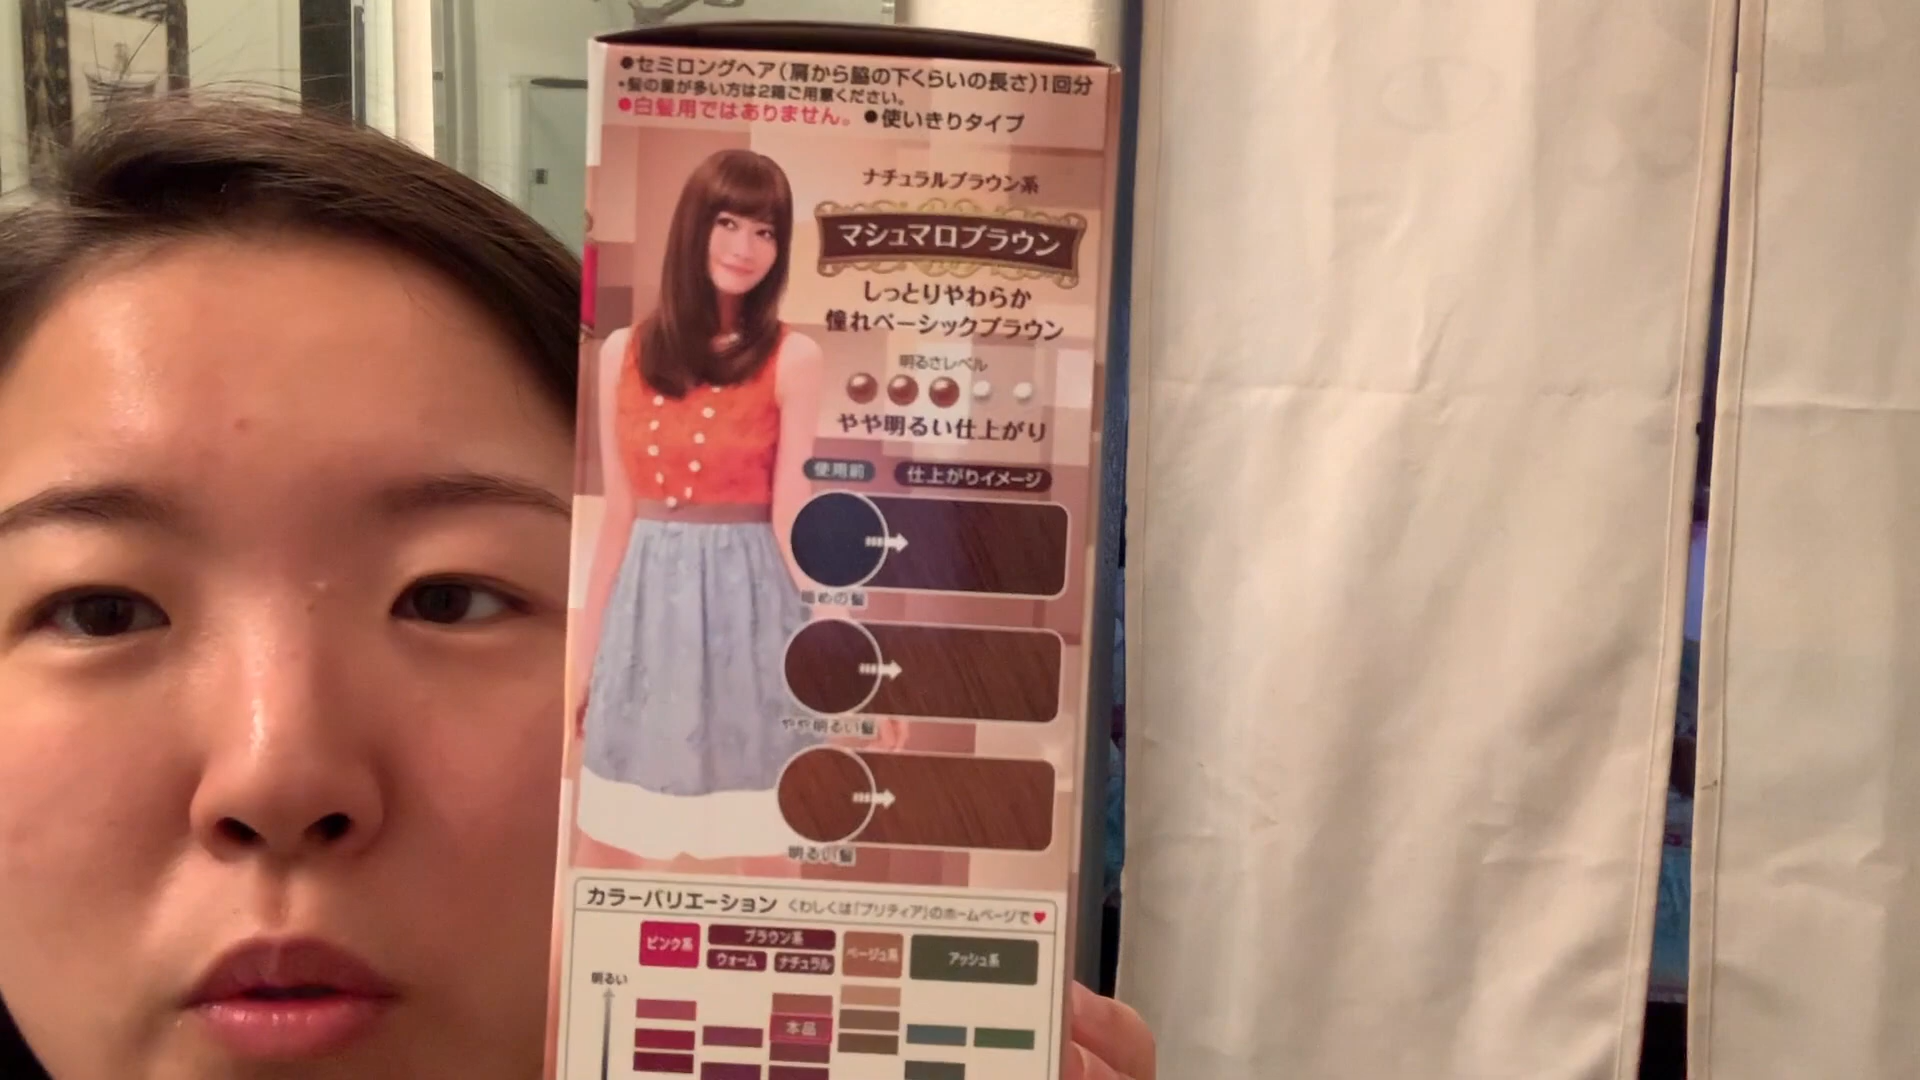 ●セミロングヘア(肩から脇の下くらいの長さ)1回分
*髪の量が多い方は2箱ご用意ください。
●白髪用ではありません。 ●使いきりタイプ
ナチュラルブラウン系
マシュマロブラウン
しっとりやわらか
憧れベーシックブラウン
明るさレベル
やや明るい仕上がり
使用前 仕上がりイメージ
暗めの髪
やや明るい髪
明るい髪
カラーバリエーション くわしくは「プリティア」のホームページで♥
ピンク系 ブラウン系 ベージュ系 アッシュ系
ウォーム ナチュラル
明るい
本品